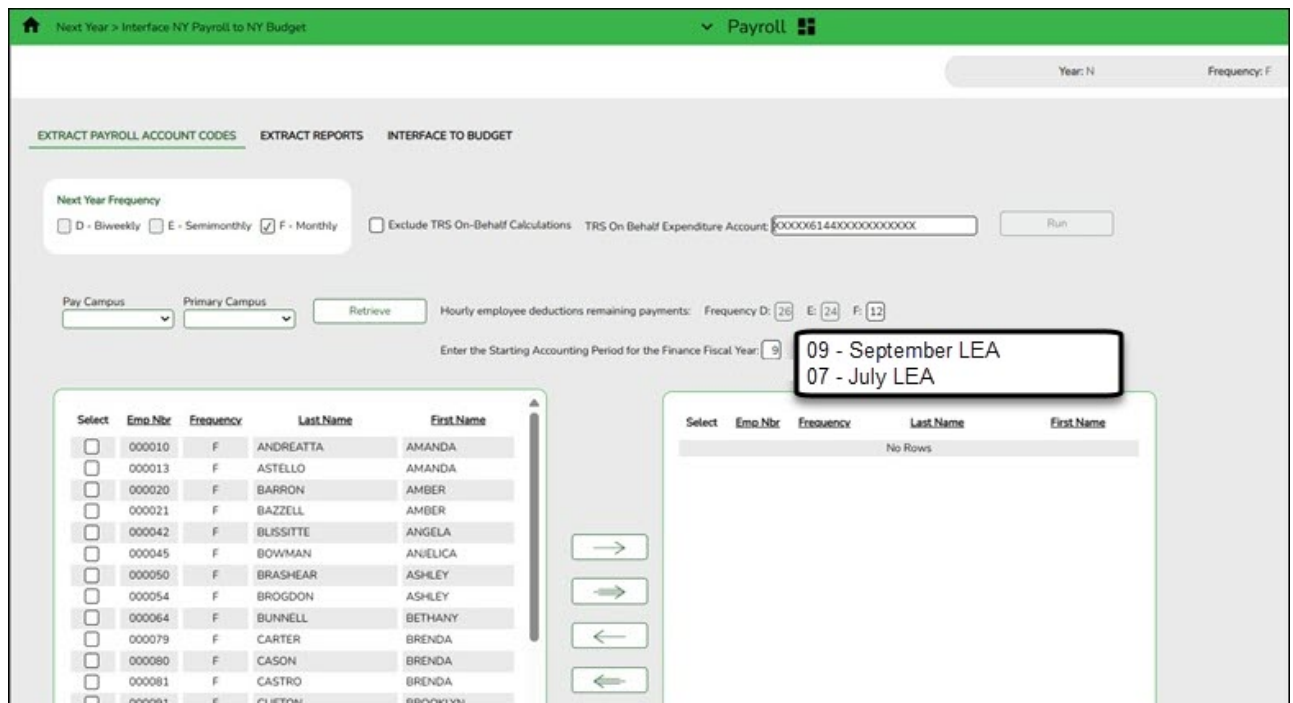 Next Year > Interface NY Payroll to NY Budget
Payroll
Year: N Frequency: F
EXTRACT PAYROLL ACCOUNT CODES EXTRACT REPORTS INTERFACE TO BUDGET
Next Year Frequency
D - Biweekly E - Semimonthly F - Monthly Exclude TRS On-Behalf Calculations TRS On Behalf Expenditure Account: Run
Pay Campus Primary Campus
Retrieve Hourly employee deductions remaining payments: Frequency D: 26 E: 24 F: 12
Enter the Starting Accounting Period for the Finance Fiscal Year: 9
09 - September LEA
07 - July LEA
Select Emp Nbr Frequency Last Name First Name
000010 F ANDREATTA AMANDA
000013 F ASTELLO AMANDA
000020 F BARRON AMBER
000021 F BAZZELL AMBER
000042 F BLISSITTE ANGELA
000045 F BOWMAN ANJELICA
000050 F BRASHEAR ASHLEY
000054 F BROGDON ASHLEY
000064 F BUNNELL BETHANY
000079 F CARTER BRENDA
000080 F CASON BRENDA
000081 F CASTRO BRENDA
000091 F CLIFTON BROOKLYN
Select Emp Nbr Frequency Last Name First Name
No Rows